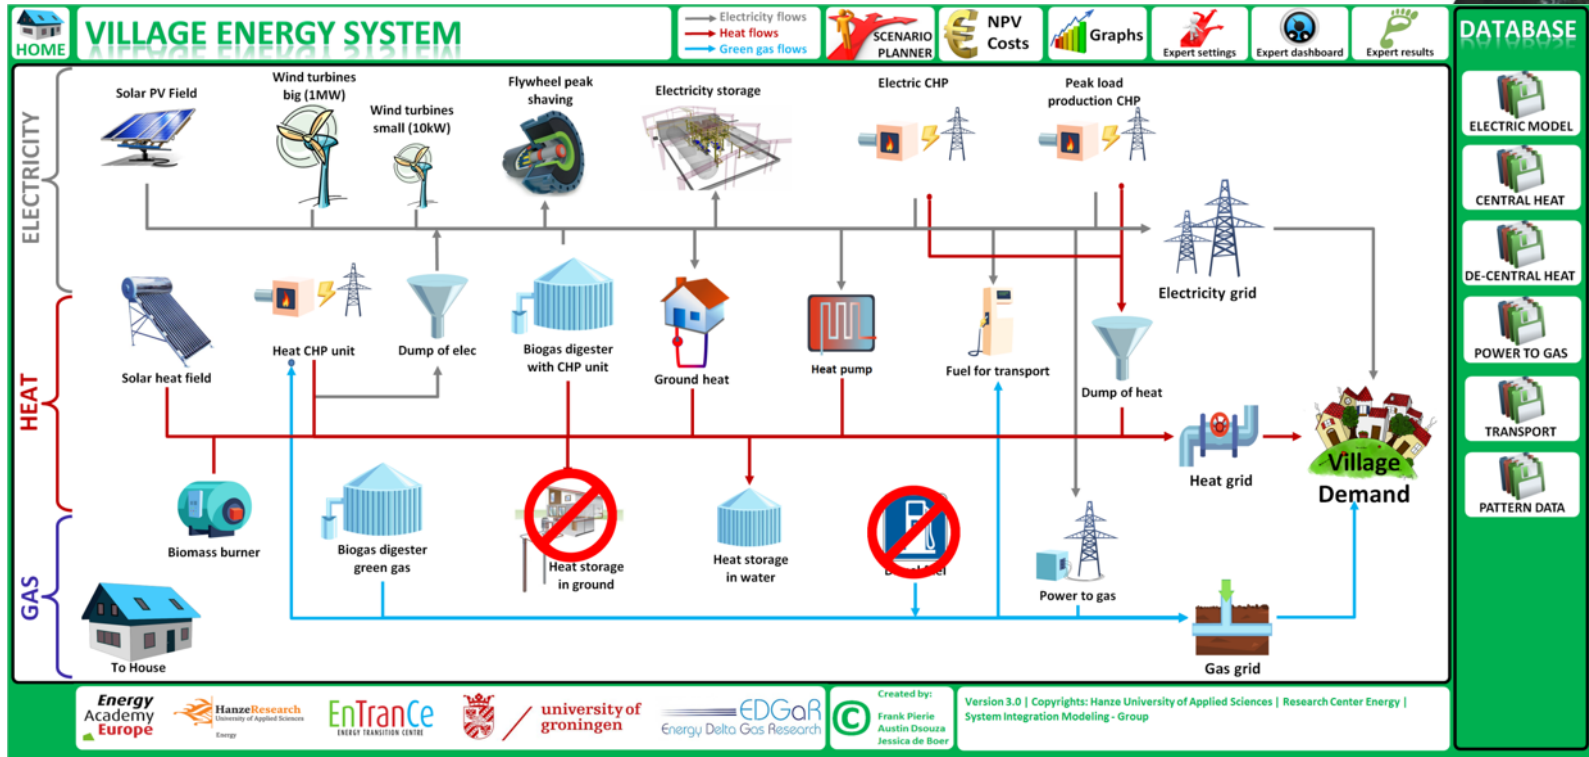 HOME
VILLAGE ENERGY SYSTEM
Electricity flows
Heat flows
Green gas flows
SCENARIO
PLANNER
NPV
Costs
Graphs
Expert settings
Expert dashboard
Expert results
DATABASE
ELECTRICITY
Solar PV Field
Wind turbines
big (1MW)
Wind turbines
small (10kW)
Flywheel peak
shaving
Electricity storage
Electric CHP
Peak load
production CHP
ELECTRIC MODEL
CENTRAL HEAT
DE-CENTRAL HEAT
POWER TO GAS
TRANSPORT
PATTERN DATA
Electricity grid
HEAT
Solar heat field
Heat CHP unit
Dump of elec
Biogas digester
with CHP unit
Ground heat
Heat pump
Fuel for transport
Dump of heat
Heat grid
Village
Demand
GAS
Biomass burner
Biogas digester
green gas
Heat storage
in ground
Heat storage
in water
Power to gas
Gas grid
To House
Energy
Academy
Europe
HanzeResearch
University of Applied Sciences
Energy
EnTranCe
ENERGY TRANSITION CENTRE
university of
groningen
EDGaR
Energy Delta Gas Research
©
Created by:
Frank Pierie
Austin Dsouza
Jessica de Boer
Version 3.0 | Copyrights: Hanze University of Applied Sciences | Research Center Energy |
System Integration Modeling - Group